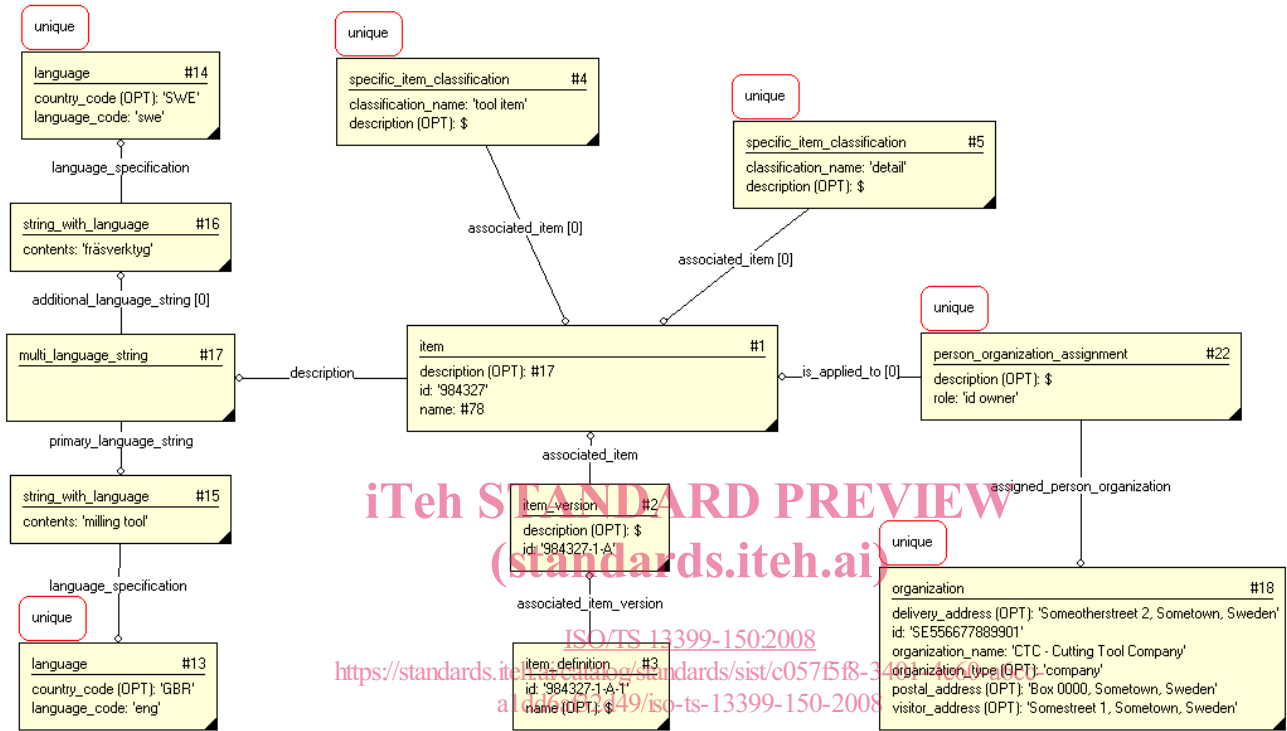 unique
language #14
country_code (OPT): 'SWE'
language_code: 'swe'
language_specification
string_with_language #16
contents: 'fräsverktyg'
additional_language_string [0]
multi_language_string #17
primary_language_string
string_with_language #15
contents: 'milling tool'
language_specification
unique
language #13
country_code (OPT): 'GBR'
language_code: 'eng'
unique
specific_item_classification #4
classification_name: 'tool item'
description (OPT): $
associated_item [0]
unique
specific_item_classification #5
classification_name: 'detail'
description (OPT): $
associated_item [0]
description
item #1
description (OPT): #17
id: '984327'
name: #78
is_applied_to [0]
unique
person_organization_assignment #22
description (OPT): $
role: 'id owner'
assigned_person_organization
unique
organization #18
delivery_address (OPT): 'Someotherstreet 2, Sometown, Sweden'
id: 'SE556677889901'
organization_name: 'CTC - Cutting Tool Company'
organization_type (OPT): 'company'
postal_address (OPT): 'Box 0000, Sometown, Sweden'
visitor_address (OPT): 'Somestreet 1, Sometown, Sweden'
associated_item
item_version #2
description (OPT): $
id: '984327-1-A'
associated_item_version
item_definition #3
id: '984327-1-A-1'
name (OPT): $
iTeh STANDARD PREVIEW
(standards.iteh.ai)
ISO/TS 13399-150:2008